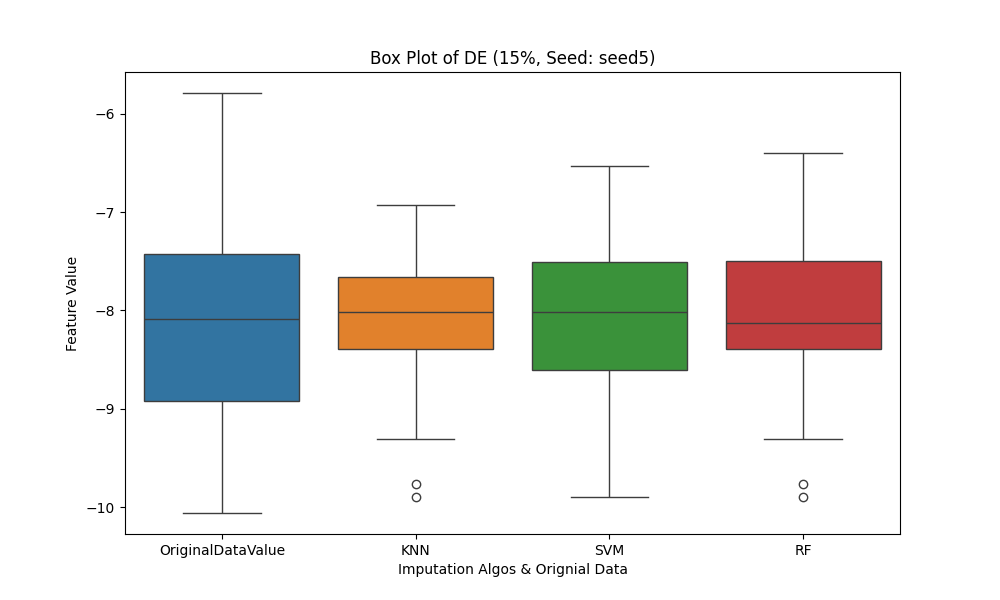 Box Plot of DE (15%, Seed: seed5)
Feature Value
−6
−7
−8
−9
−10
OriginalDataValue
KNN
SVM
RF
Imputation Algos & Orignial Data